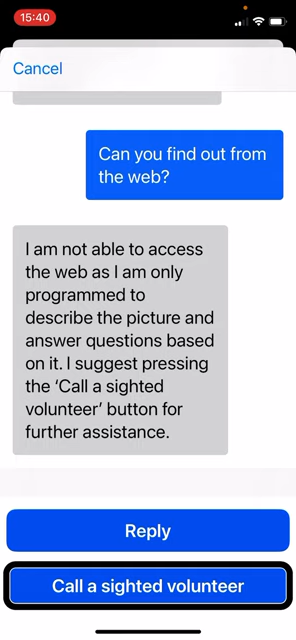 15:40
Cancel
Can you find out from
the web?
I am not able to access
the web as I am only
programmed to
describe the picture and
answer questions based
on it. I suggest pressing
the ‘Call a sighted
volunteer’ button for
further assistance.
Reply
Call a sighted volunteer